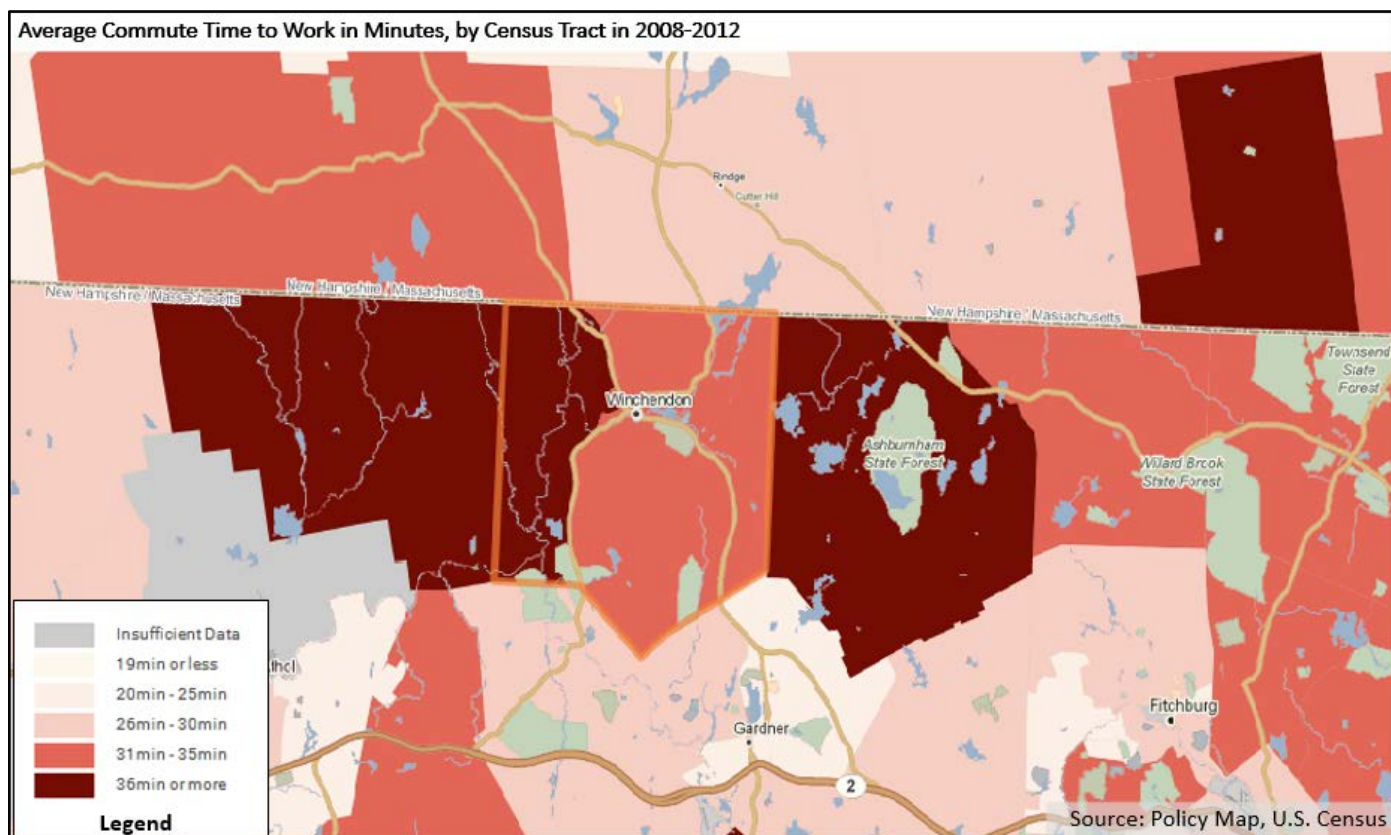 Average Commute Time to Work in Minutes, by Census Tract in 2008-2012
Rindge
Cutter Hill
New Hampshire / Massachusetts
New Hampshire / Massachusetts
New Hampshire / Massachusetts
Townsend
State
Forest
Winchendon
Ashburnham
State Forest
Willard Brook
State Forest
Insufficient Data
19min or less
20min - 25min
26min - 30min
31min - 35min
36min or more
Legend
thol
Gardner
Fitchburg
2
Source: Policy Map, U.S. Census